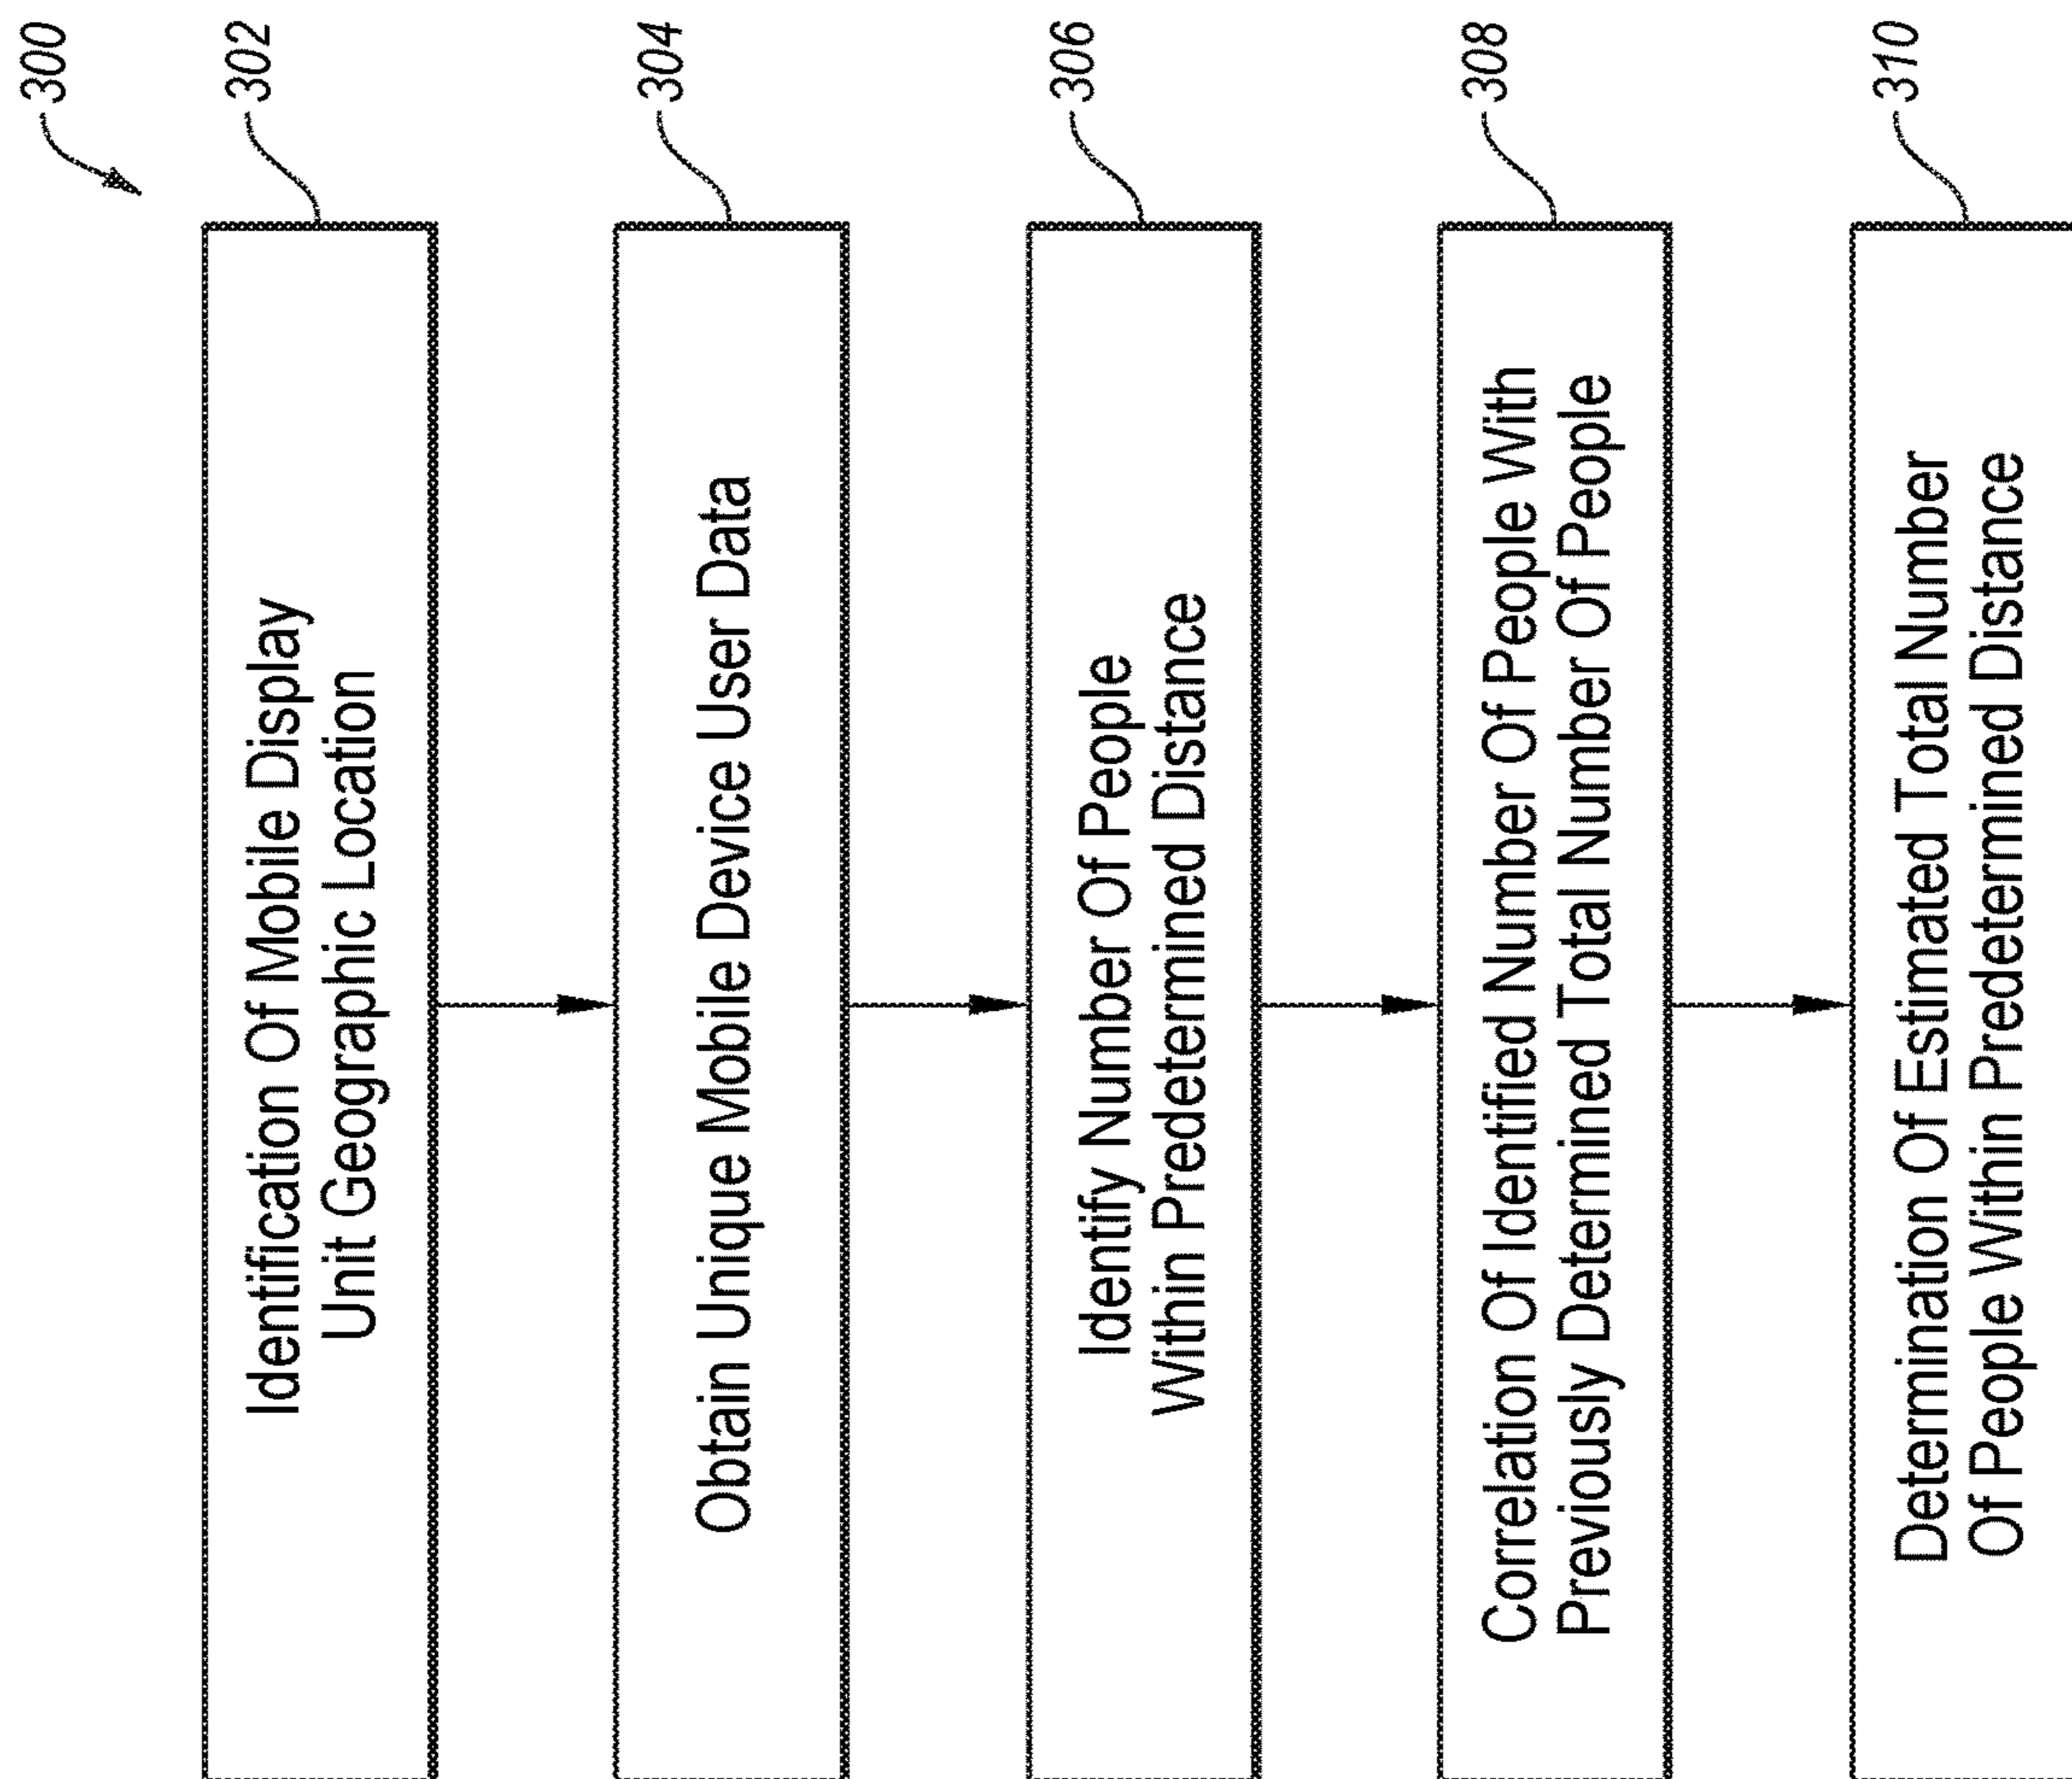 300
302
Identification Of Mobile Display
Unit Geographic Location
304
Obtain Unique Mobile Device User Data
306
Identify Number Of People
Within Predetermined Distance
308
Correlation Of Identified Number Of People With
Previously Determined Total Number Of People
310
Determination Of Estimated Total Number
Of People Within Predetermined Distance